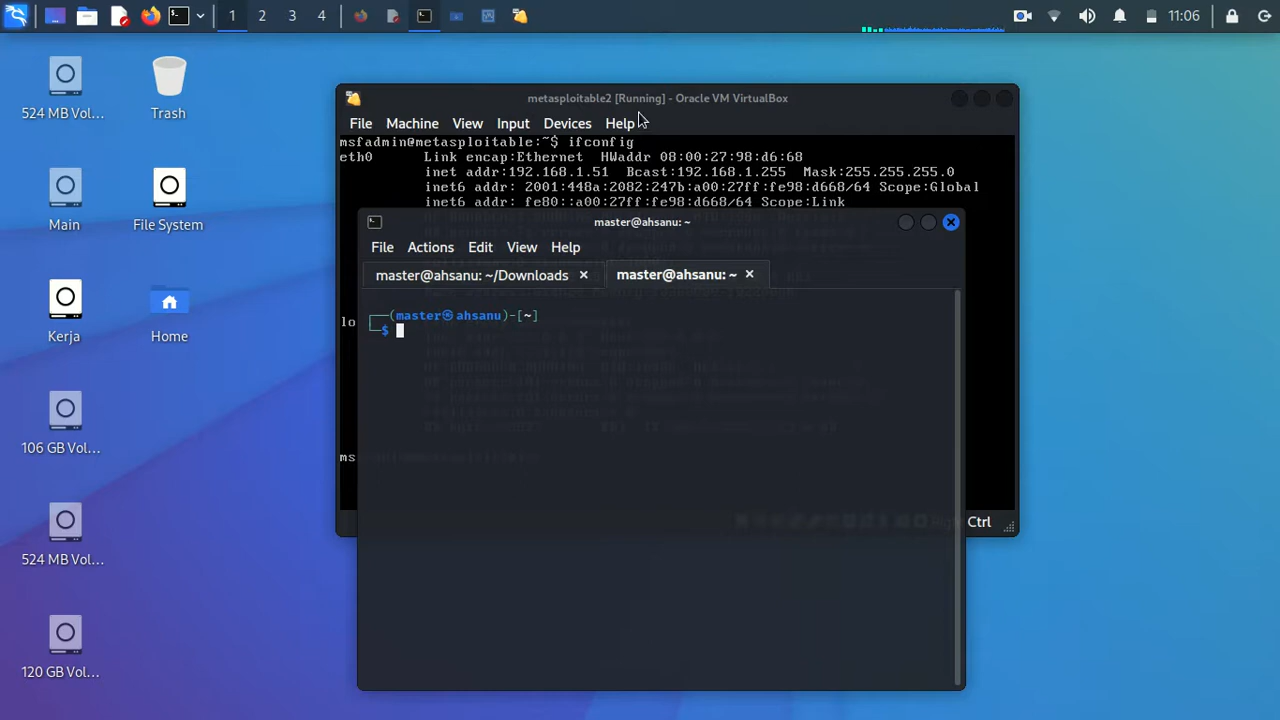 1 2 3 4 11:06
524 MB Vol...
Trash
Main
File System
Kerja
Home
106 GB Vol...
524 MB Vol...
120 GB Vol...
metasploitable2 [Running] - Oracle VM VirtualBox
File Machine View Input Devices Help
msfadmin@metasploitable:~$ ifconfig
eth0 Link encap:Ethernet HWaddr 08:00:27:98:d6:68
inet addr:192.168.1.51 Bcast:192.168.1.255 Mask:255.255.255.0
inet6 addr: 2001:448a:2082:247b:a00:27ff:fe98:d668/64 Scope:Global
inet6 addr: fe80::a00:27ff:fe98:d668/64 Scope:Link
lo
ms
Ctrl
master@ahsanu: ~
File Actions Edit View Help
master@ahsanu: ~/Downloads × master@ahsanu: ~ ×
┌──(master㉿ahsanu)-[~]
└─$